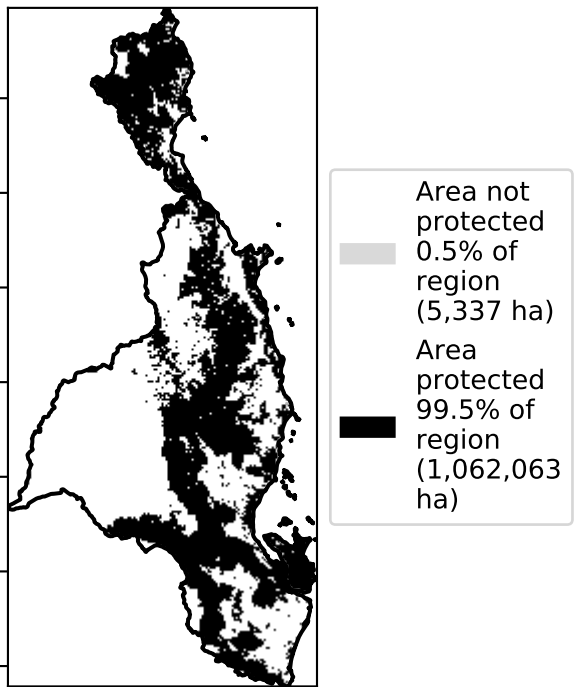 Area not
protected
0.5% of
region
(5,337 ha)
Area
protected
99.5% of
region
(1,062,063
ha)